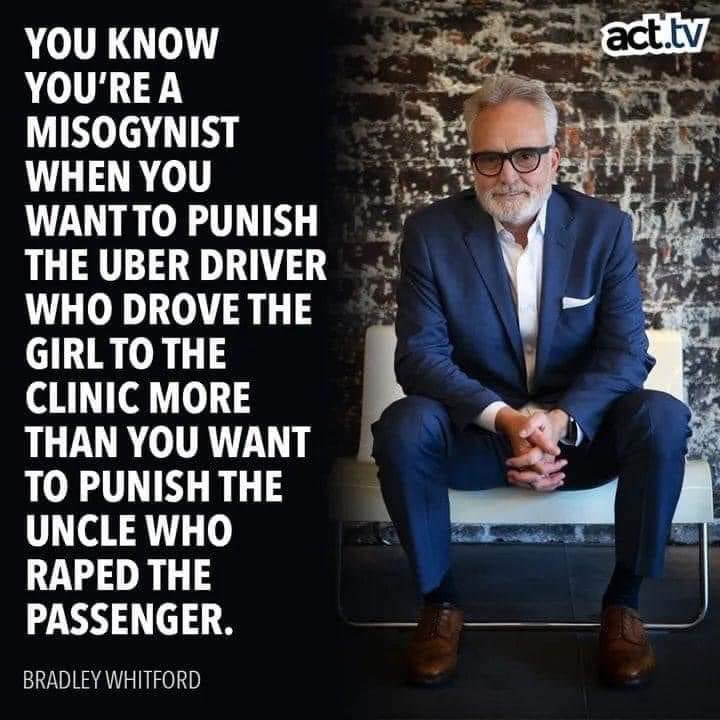 YOU KNOW
YOU'RE A
MISOGYNIST
WHEN YOU
WANT TO PUNISH
THE UBER DRIVER
WHO DROVE THE
GIRL TO THE
CLINIC MORE
THAN YOU WANT
TO PUNISH THE
UNCLE WHO
RAPED THE
PASSENGER.
BRADLEY WHITFORD
act.tv